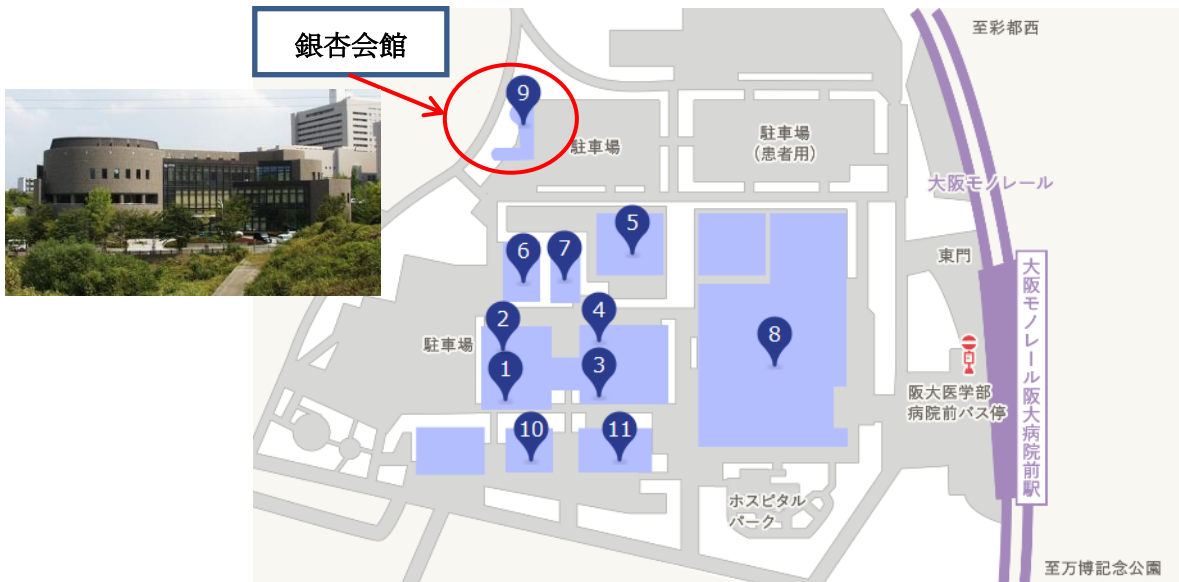 銀杏会館
至彩都西
9
駐車場
駐車場
(患者用)
大阪モノレール
5
6
7
東門
大阪モノレール阪大病院前駅
2
4
8
駐車場
1
3
阪大医学部
病院前バス停
10
11
ホスピタル
パーク
至万博記念公園